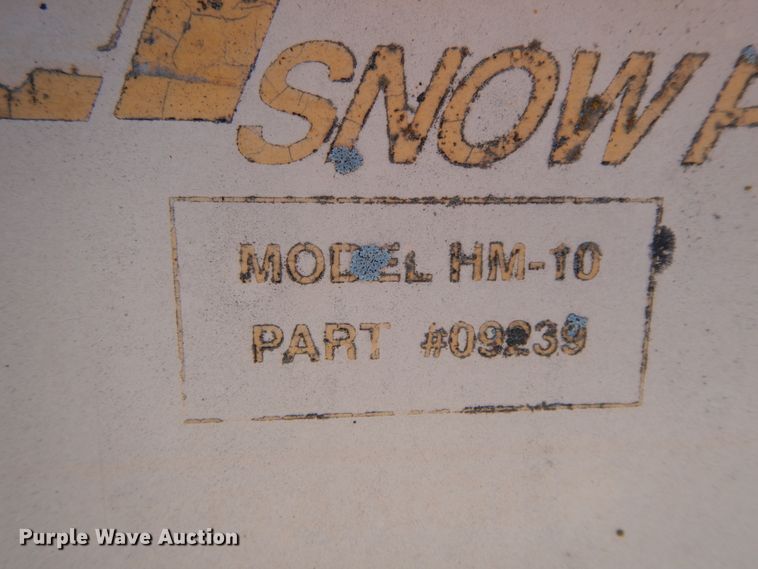 SNOW
MODEL HM-10
PART #09239
Purple Wave Auction